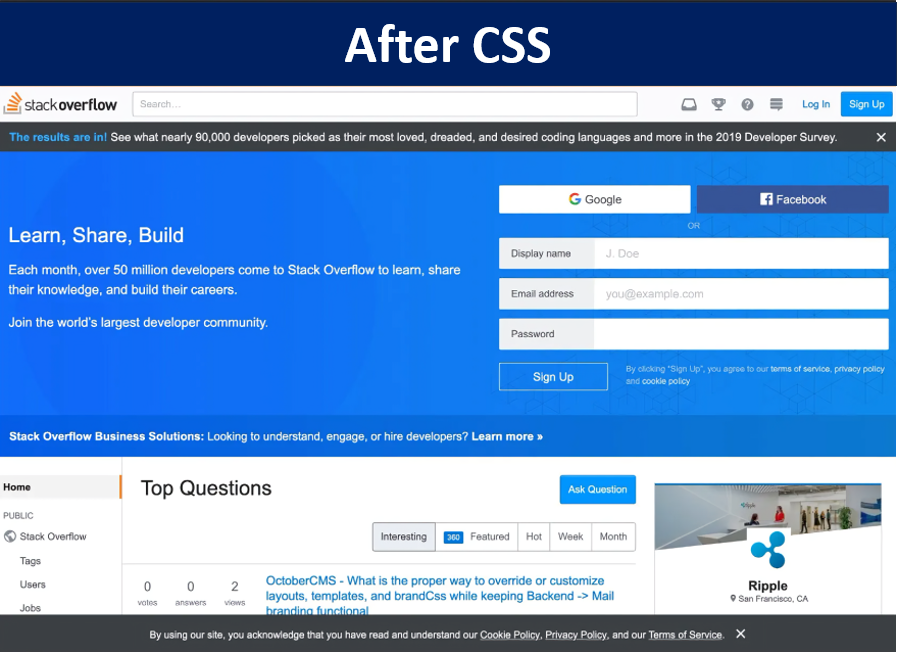 After CSS
stackoverflow
Search...
Log In
Sign Up
The results are in! See what nearly 90,000 developers picked as their most loved, dreaded, and desired coding languages and more in the 2019 Developer Survey.
Google
Facebook
OR
Learn, Share, Build
Each month, over 50 million developers come to Stack Overflow to learn, share
their knowledge, and build their careers.
Join the world's largest developer community.
Display name
J. Doe
Email address
you@example.com
Password
Sign Up
By clicking "Sign Up", you agree to our terms of service, privacy policy
and cookie policy
Stack Overflow Business Solutions: Looking to understand, engage, or hire developers? Learn more »
Home
PUBLIC
Stack Overflow
Tags
Users
Jobs
Top Questions
Ask Question
Interesting
360 Featured
Hot
Week
Month
0
votes
0
answers
2
views
OctoberCMS - What is the proper way to override or customize
layouts, templates, and brandCss while keeping Backend -> Mail
branding functional
Ripple
Ripple
San Francisco, CA
By using our site, you acknowledge that you have read and understand our Cookie Policy, Privacy Policy, and our Terms of Service.